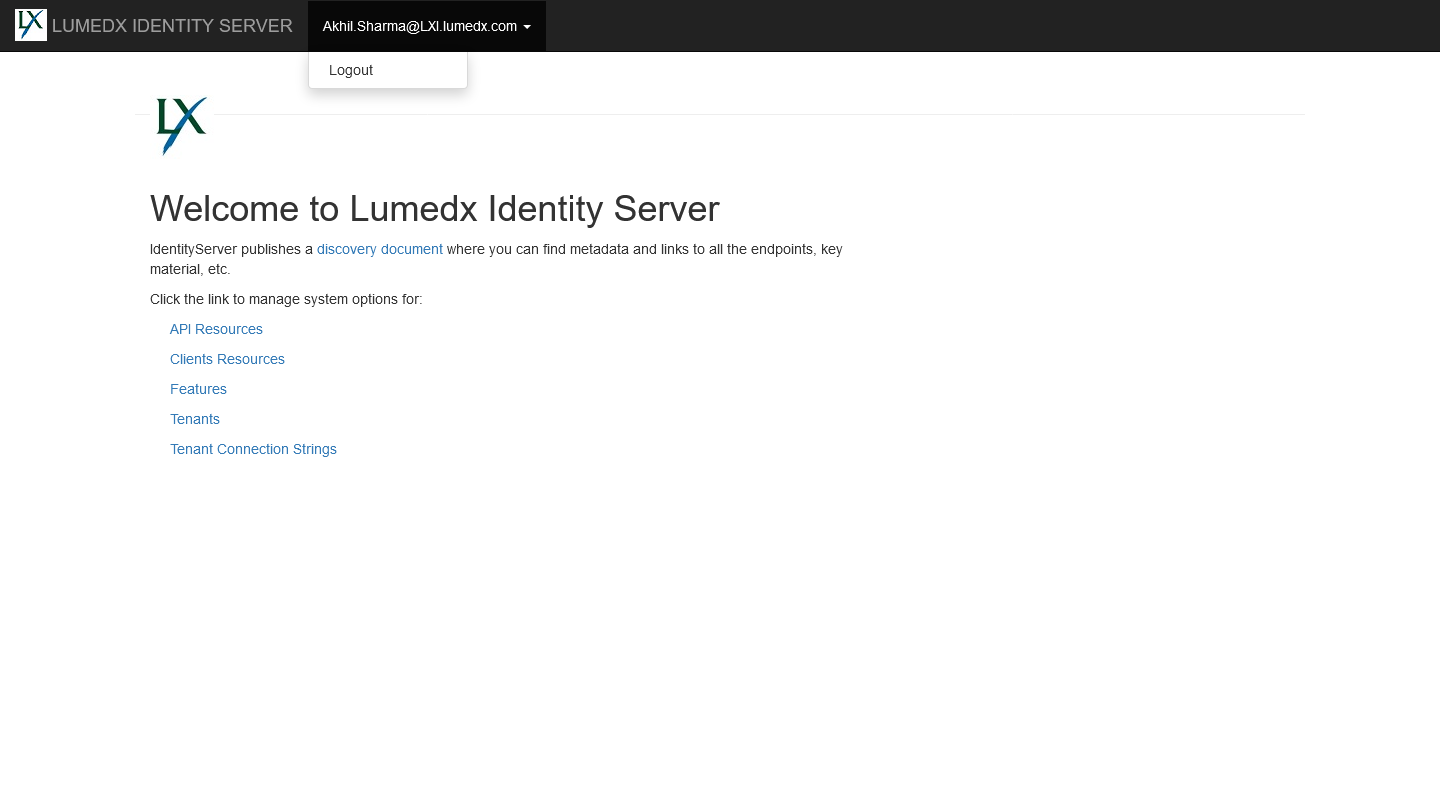 LX LUMEDX IDENTITY SERVER Akhil.Sharma@LXI.lumedx.com
Logout
LX
Welcome to Lumedx Identity Server
IdentityServer publishes a discovery document where you can find metadata and links to all the endpoints, key
material, etc.
Click the link to manage system options for:
API Resources
Clients Resources
Features
Tenants
Tenant Connection Strings